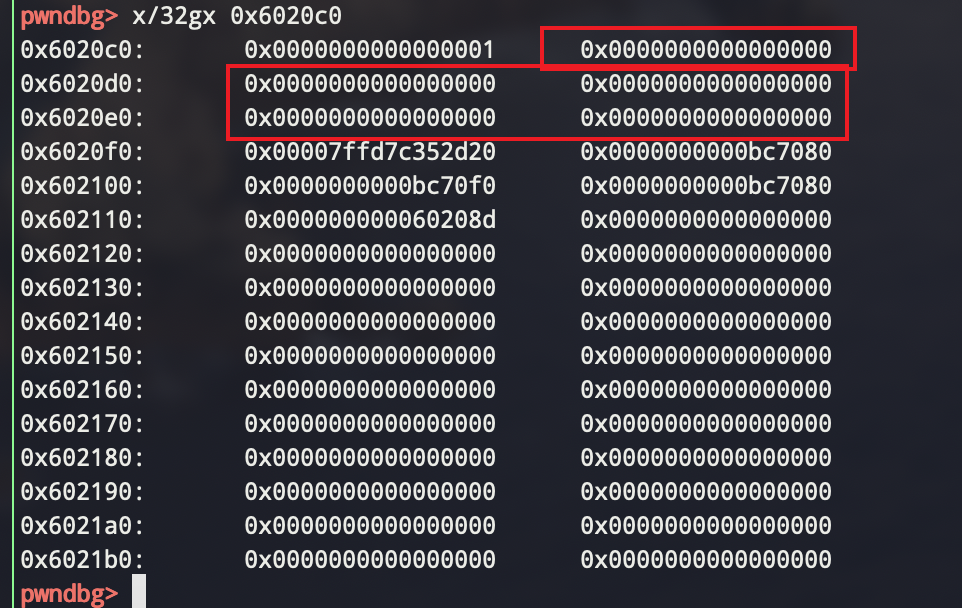 pwndbg> x/32gx 0x6020c0
0x6020c0: 0x0000000000000001 0x0000000000000000
0x6020d0: 0x0000000000000000 0x0000000000000000
0x6020e0: 0x0000000000000000 0x0000000000000000
0x6020f0: 0x00007ffd7c352d20 0x0000000000bc7080
0x602100: 0x0000000000bc70f0 0x0000000000bc7080
0x602110: 0x000000000060208d 0x0000000000000000
0x602120: 0x0000000000000000 0x0000000000000000
0x602130: 0x0000000000000000 0x0000000000000000
0x602140: 0x0000000000000000 0x0000000000000000
0x602150: 0x0000000000000000 0x0000000000000000
0x602160: 0x0000000000000000 0x0000000000000000
0x602170: 0x0000000000000000 0x0000000000000000
0x602180: 0x0000000000000000 0x0000000000000000
0x602190: 0x0000000000000000 0x0000000000000000
0x6021a0: 0x0000000000000000 0x0000000000000000
0x6021b0: 0x0000000000000000 0x0000000000000000
pwndbg>